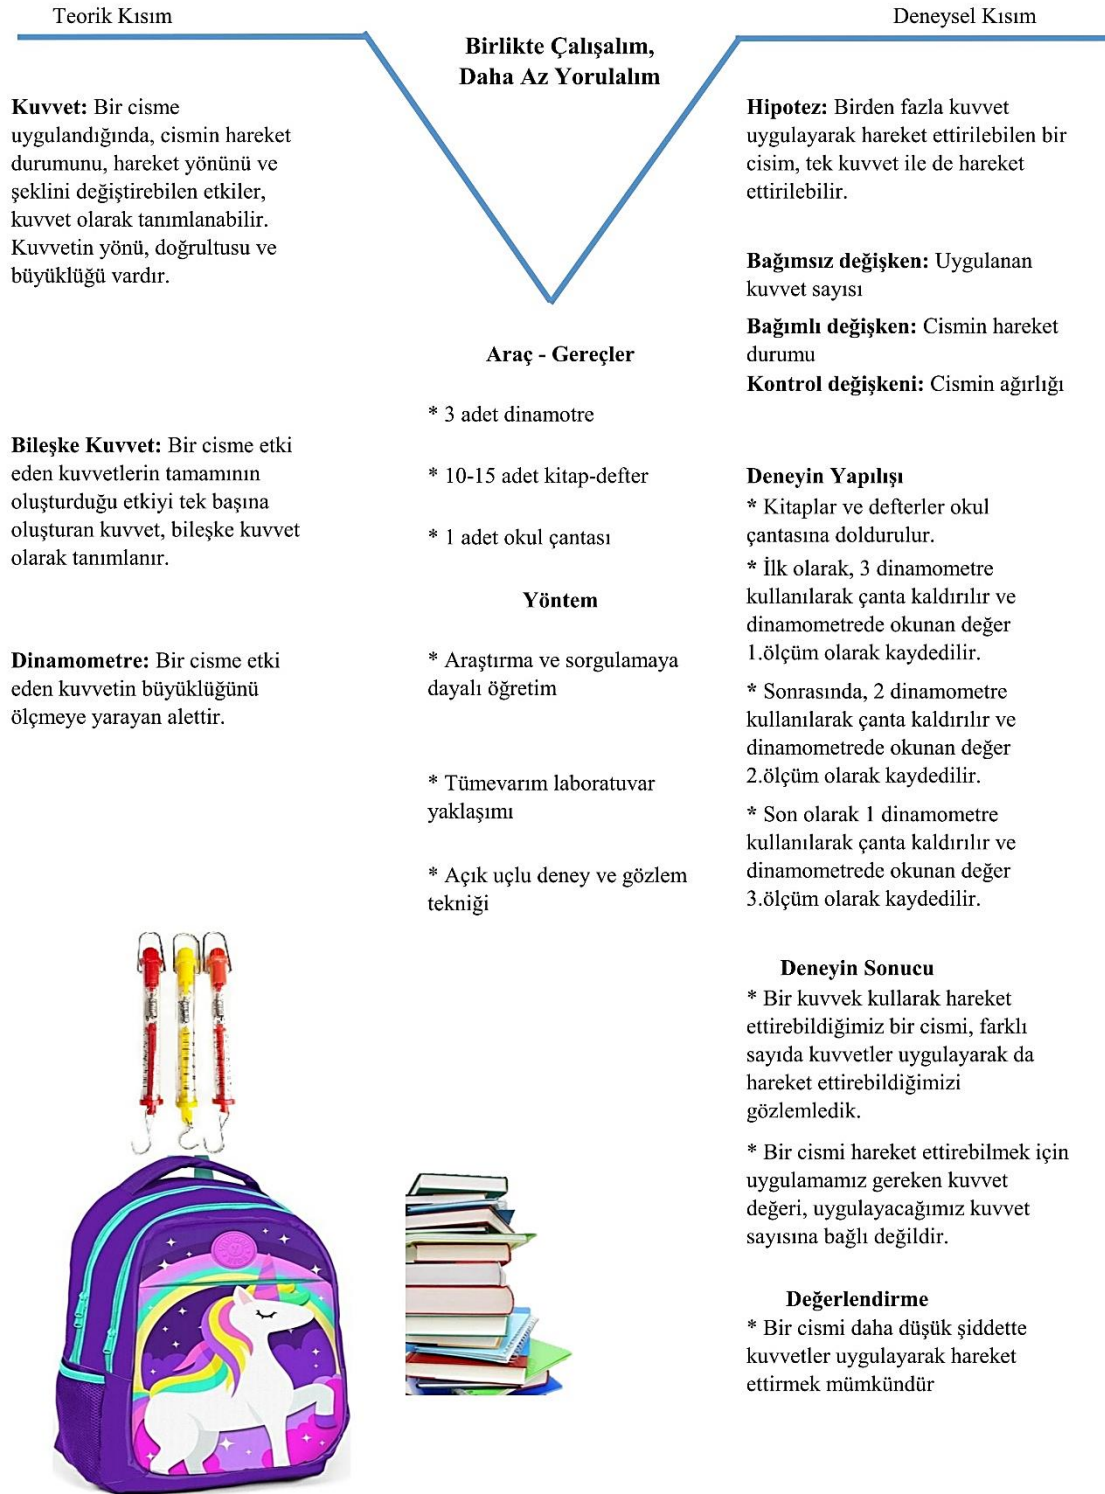 Teorik Kısım
Birlikte Çalışalım,
Daha Az Yorulalım
Deneysel Kısım
Kuvvet: Bir cisme
uygulandığında, cismin hareket
durumunu, hareket yönünü ve
şeklini değiştirebilen etkiler,
kuvvet olarak tanımlanabilir.
Kuvvetin yönü, doğrultusu ve
büyüklüğü vardır.
Bileşke Kuvvet: Bir cisme etki
eden kuvvetlerin tamamının
oluşturduğu etkiyi tek başına
oluşturan kuvvet, bileşke kuvvet
olarak tanımlanır.
Dinamometre: Bir cisme etki
eden kuvvetin büyüklüğünü
ölçmeye yarayan alettir.
Araç - Gereçler
* 3 adet dinamotre
* 10-15 adet kitap-defter
* 1 adet okul çantası
Yöntem
* Araştırma ve sorgulamaya
dayalı öğretim
* Tümevarım laboratuvar
yaklaşımı
* Açık uçlu deney ve gözlem
tekniği
Hipotez: Birden fazla kuvvet
uygulayarak hareket ettirilebilen bir
cisim, tek kuvvet ile de hareket
ettirilebilir.
Bağımsız değişken: Uygulanan
kuvvet sayısı
Bağımlı değişken: Cismin hareket
durumu
Kontrol değişkeni: Cismin ağırlığı
Deneyin Yapılışı
* Kitaplar ve defterler okul
çantasına doldurulur.
* İlk olarak, 3 dinamometre
kullanılarak çanta kaldırılır ve
dinamometrede okunan değer
1.ölçüm olarak kaydedilir.
* Sonrasında, 2 dinamometre
kullanılarak çanta kaldırılır ve
dinamometrede okunan değer
2.ölçüm olarak kaydedilir.
* Son olarak 1 dinamometre
kullanılarak çanta kaldırılır ve
dinamometrede okunan değer
3.ölçüm olarak kaydedilir.
Deneyin Sonucu
* Bir kuvvek kullarak hareket
ettirebildiğimiz bir cismi, farklı
sayıda kuvvetler uygulayarak da
hareket ettirebildiğimizi
gözlemledik.
* Bir cismi hareket ettirebilmek için
uygulamamız gereken kuvvet
değeri, uygulayacağımız kuvvet
sayısına bağlı değildir.
Değerlendirme
* Bir cismi daha düşük şiddette
kuvvetler uygulayarak hareket
ettirmek mümkündür